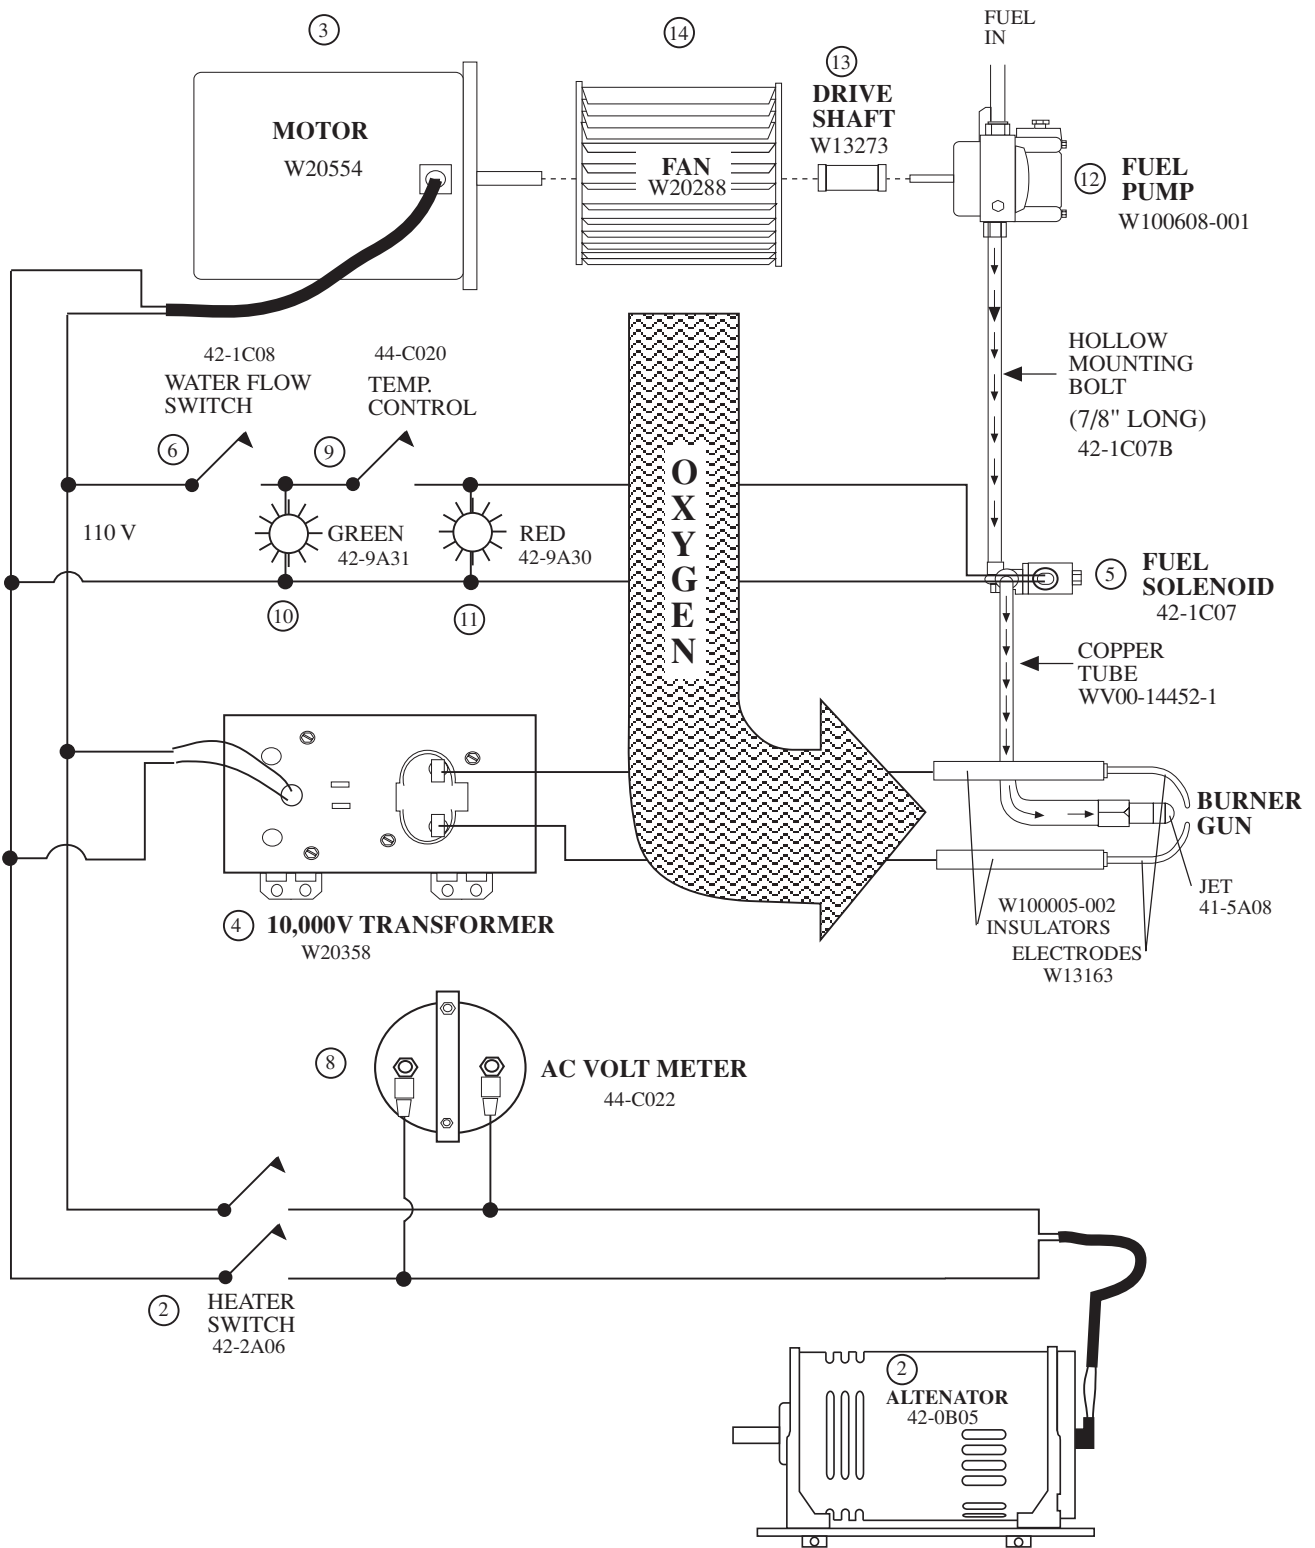 3
14
FUEL
IN
13
DRIVE
SHAFT
W13273
MOTOR
W20554
FAN
W20288
12
FUEL
PUMP
W100608-001
42-1C08
WATER FLOW
SWITCH
44-C020
TEMP.
CONTROL
HOLLOW
MOUNTING
BOLT
(7/8" LONG)
42-1C07B
6
9
OXYGEN
110 V
GREEN
42-9A31
RED
42-9A30
5
FUEL
SOLENOID
42-1C07
10
11
COPPER
TUBE
WV00-14452-1
BURNER
GUN
JET
41-5A08
W100005-002
INSULATORS
ELECTRODES
W13163
4
10,000V TRANSFORMER
W20358
8
AC VOLT METER
44-C022
2
HEATER
SWITCH
42-2A06
2
ALTENATOR
42-0B05